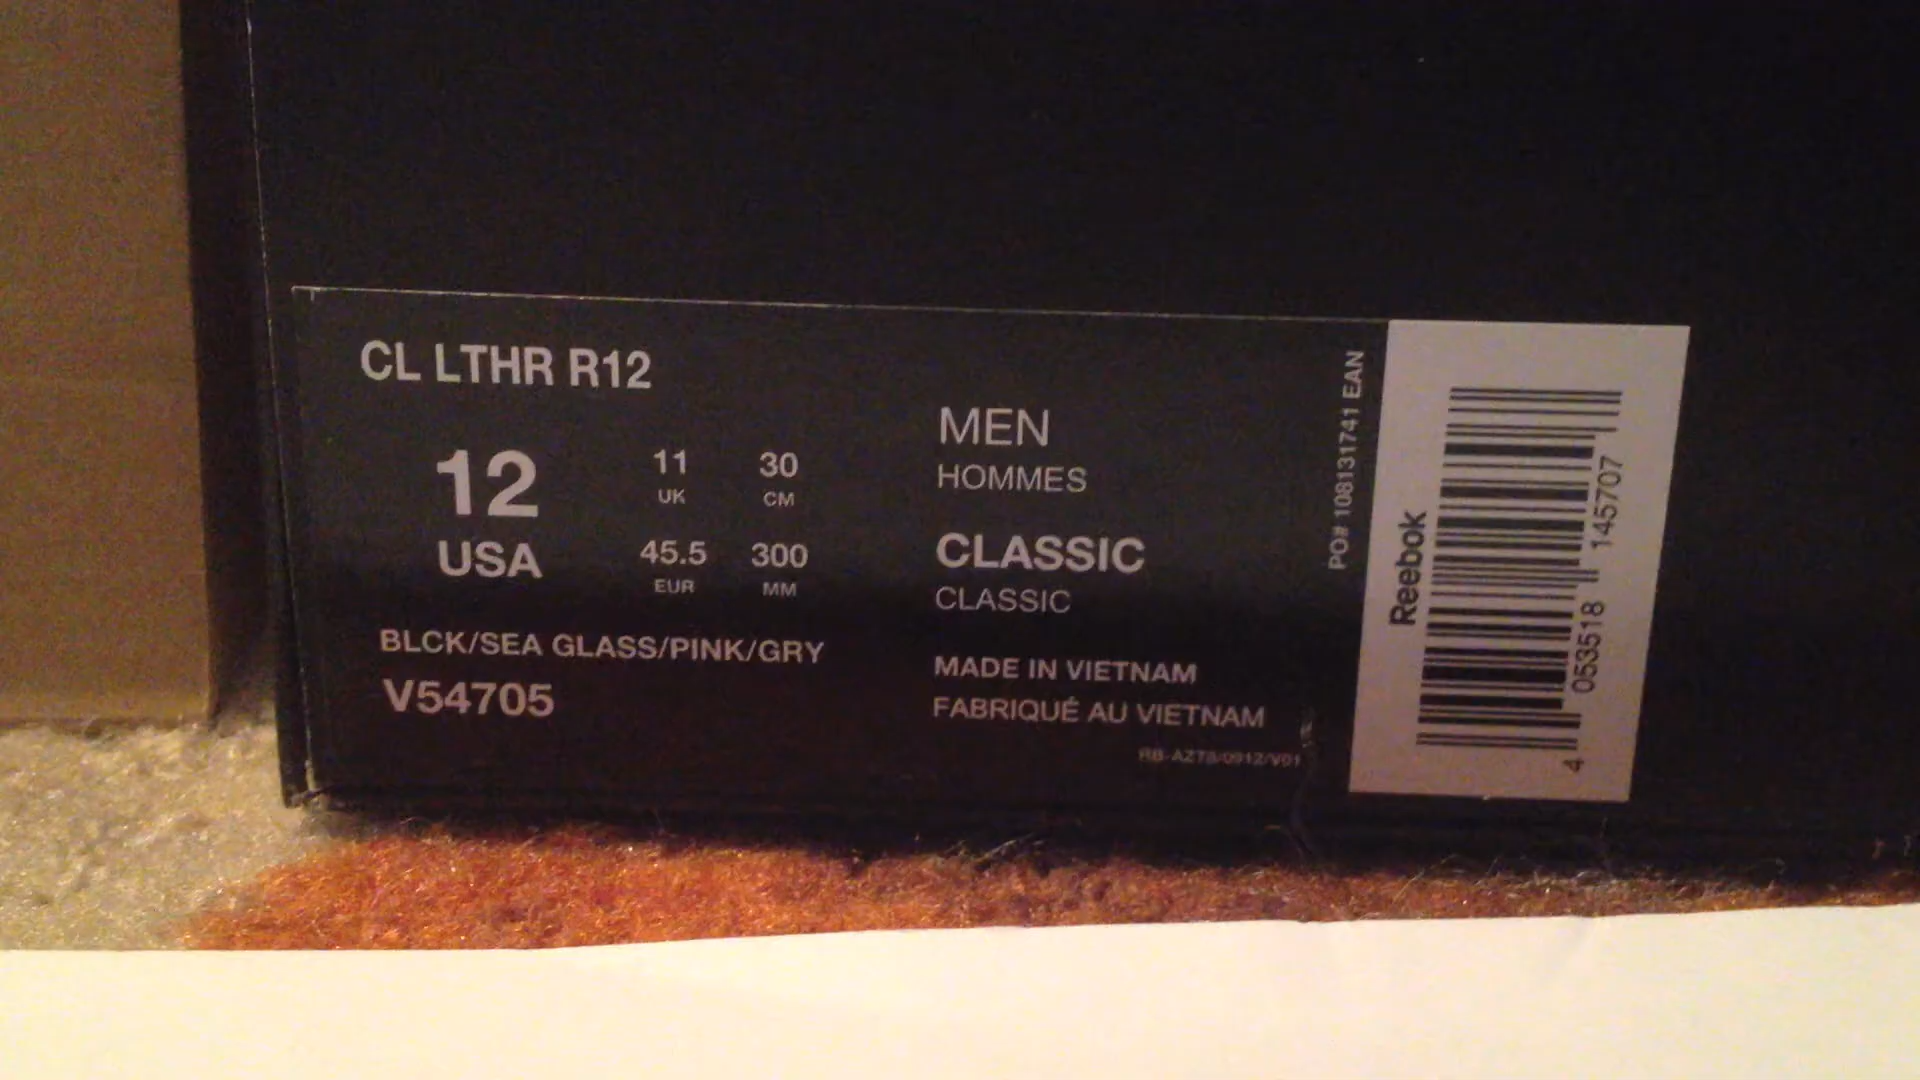 CL LTHR R12
12
USA
11
UK
30
CM
45.5
EUR
300
MM
BLCK/SEA GLASS/PINK/GRY
V54705
MEN
HOMMES
CLASSIC
CLASSIC
MADE IN VIETNAM
FABRIQUÉ AU VIETNAM
RB-AZTB/0912/V01
PO# 108131741 EAN
Reebok
4 053518 145707